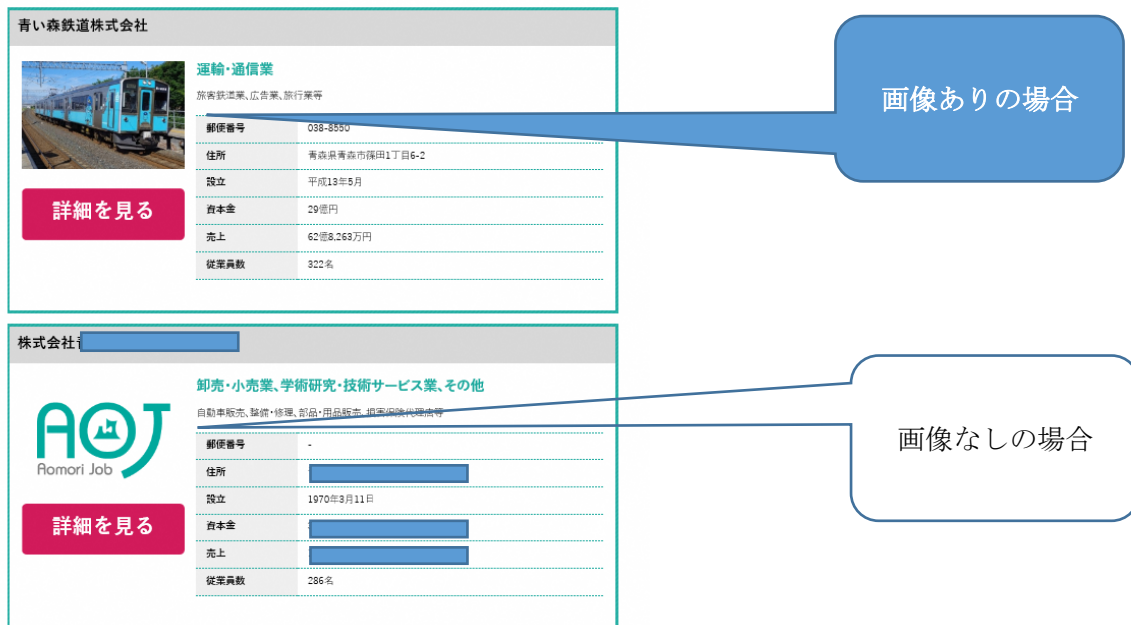 青い森鉄道株式会社
運輸・通信業
旅客鉄道業、広告業、旅行業等
画像ありの場合
郵便番号 038-8550
住所 青森県青森市篠田1丁目6-2
設立 平成13年5月
詳細を見る
資本金 29億円
売上 62億8,263万円
従業員数 322名
株式会社
卸売・小売業、学術研究・技術サービス業、その他
自動車販売、整備・修理、部品・用品販売、損害保険代理店等
画像なしの場合
AOJ
Aomori Job
郵便番号 -
住所
設立 1970年3月11日
詳細を見る
資本金
売上
従業員数 286名